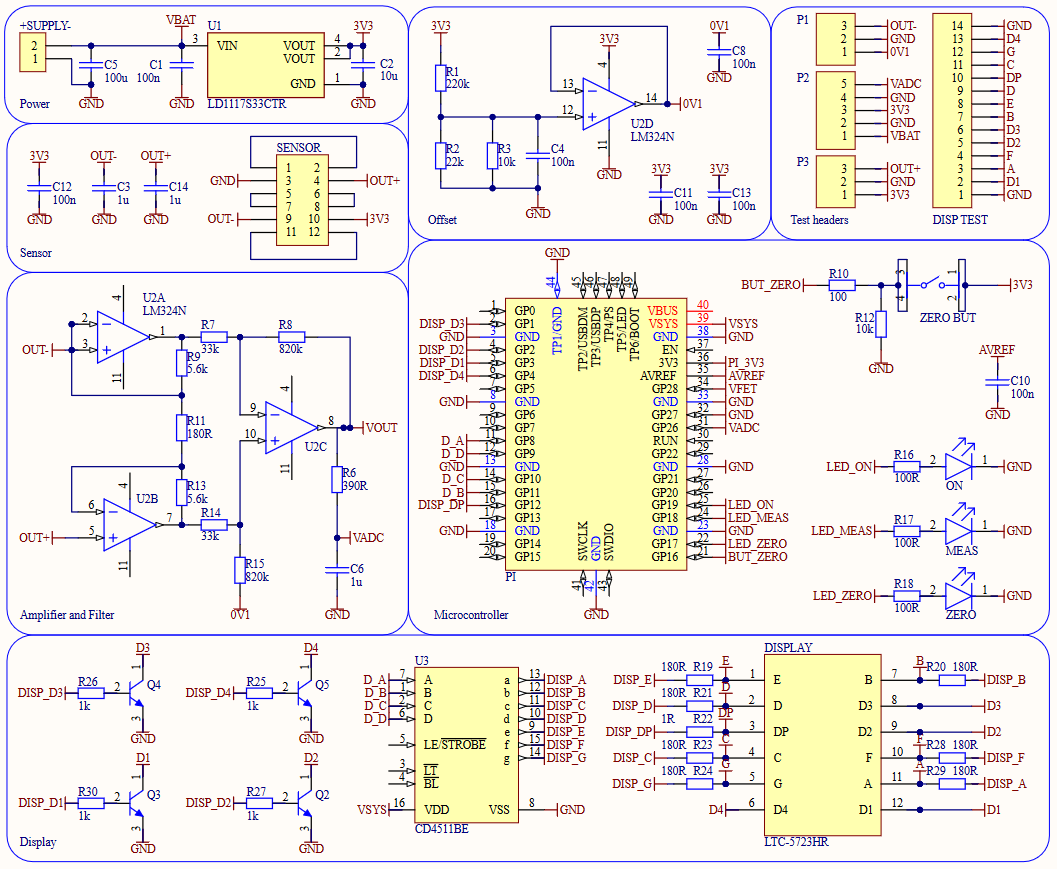 +SUPPLY-
2
1
C5
100u
GND
VBAT
C1
100n
GND
3
U1
VIN
VOUT
VOUT
GND
LD1117S33CTR
4
2
1
3V3
C2
10u
GND
Power
3V3
C12
100n
GND
OUT-
C3
1u
GND
OUT+
C14
1u
GND
SENSOR
1 2
3 4
5 6
7 8
9 10
11 12
GND
OUT+
OUT-
3V3
Sensor
3V3
R1
220k
R2
22k
R3
10k
C4
100n
GND
3V3
4
13
12
14
11
GND
U2D
LM324N
0V1
0V1
C8
100n
GND
3V3
C11
100n
GND
3V3
C13
100n
GND
Offset
P1
3 OUT-
2 GND
1 0V1
P2
5 VADC
4 GND
3 3V3
2 GND
1 VBAT
P3
3 OUT+
2 GND
1 3V3
Test headers
14 GND
13 D4
12 G
11 C
10 DP
9 D
8 E
7 B
6 D3
5 D2
4 F
3 A
2 D1
1 GND
DISP TEST
U2A
LM324N
4
2
3
1
11
OUT-
R7
33k
R8
820k
R9
5.6k
R11
180R
R13
5.6k
R14
33k
R15
820k
0V1
U2B
4
6
5
7
11
OUT+
4
9
10
8
11
U2C
VOUT
R6
390R
VADC
C6
1u
GND
Amplifier and Filter
GND
44
45
46
47
48
49
TP1/GND
TP2/USBDM
TP3/USBDP
TP4/PS
TP5/LED
TP6/BOOT
1 GP0
DISP_D3 2 GP1
3 GND
DISP_D2 4 GP2
DISP_D1 5 GP3
DISP_D4 6 GP4
7 GP5
GND 8 GND
9 GP6
10 GP7
D_A 11 GP8
D_D 12 GP9
GND 13 GND
D_C 14 GP10
D_B 15 GP11
DISP_DP 16 GP12
17 GP13
GND 18 GND
19 GP14
20 GP15
VBUS 40
VSYS 39 VSYS
GND 38 GND
EN 37
3V3 36 PI_3V3
AVREF 35 AVREF
GP28 34 VFET
GND 33 GND
GP27 32 GND
GP26 31 VADC
RUN 30
GP22 29
GND 28 GND
GP21 27
GP20 26
GP19 25 LED_ON
GP18 24 LED_MEAS
GND 23 GND
GP17 22 LED_ZERO
GP16 21 BUT_ZERO
SWCLK
GND
SWDIO
41
42
43
PI
GND
Microcontroller
BUT_ZERO
R10
100
R12
10k
GND
3
4
1
2
ZERO BUT
3V3
AVREF
C10
100n
GND
LED_ON
R16
100R
2
1
GND
ON
LED_MEAS
R17
100R
2
1
GND
MEAS
LED_ZERO
R18
100R
2
1
GND
ZERO
DISP_D3
R26
1k
2
D3
1
Q4
3
GND
DISP_D4
R25
1k
2
D4
1
Q5
3
GND
DISP_D1
R30
1k
2
D1
1
Q3
3
GND
DISP_D2
R27
1k
2
D2
1
Q2
3
GND
Display
U3
D_A 7 A
D_B 1 B
D_C 2 C
D_D 6 D
5 LE/STROBE
3 LT
4 BL
VSYS 16 VDD
a 13 DISP_A
b 12 DISP_B
c 11 DISP_C
d 10 DISP_D
e 9 DISP_E
f 15 DISP_F
g 14 DISP_G
VSS 8 GND
CD4511BE
DISPLAY
DISP_E 180R R19 E 1 E
DISP_D 180R R21 D 2 D
DISP_DP 1R R22 DP 3 DP
DISP_C 180R R23 C 4 C
DISP_G 180R R24 G 5 G
D4 6 D4
B 7 B R20 180R DISP_B
D3 8 D3
D2 9 D2
F 10 F R28 180R DISP_F
A 11 A R29 180R DISP_A
D1 12 D1
LTC-5723HR